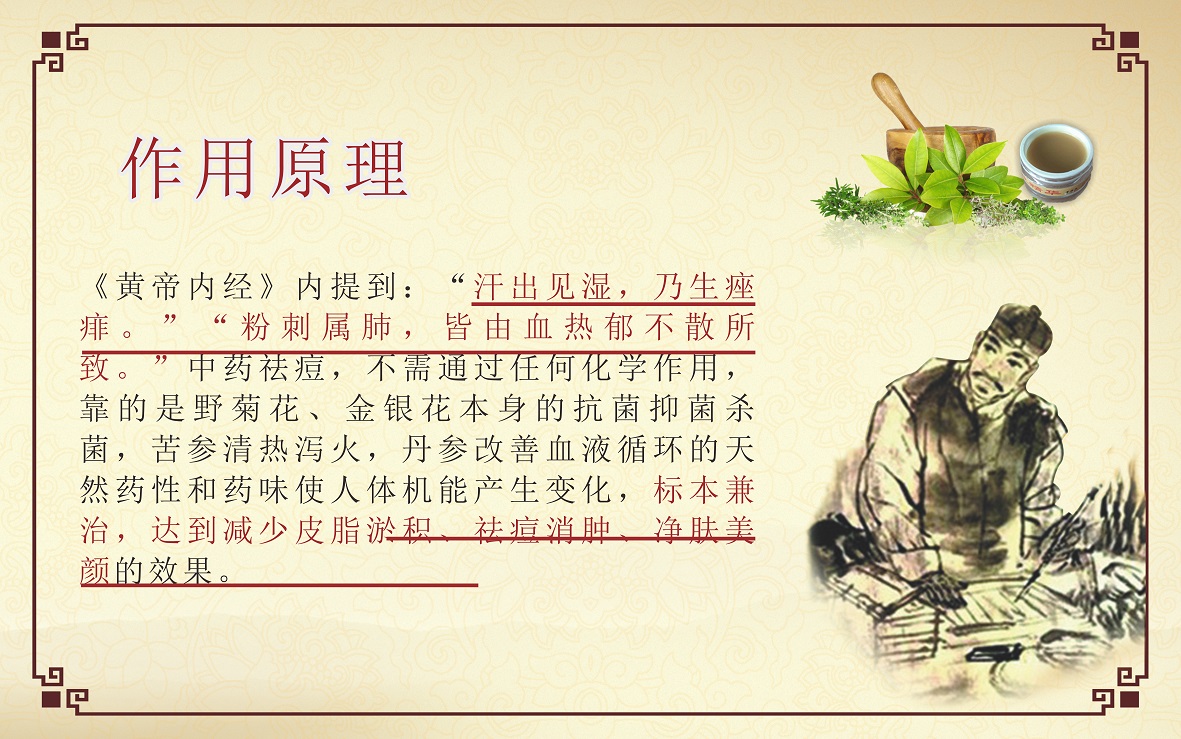 作用原理
《黄帝内经》内提到：“汗出见湿，乃生痤
痱。”“粉刺属肺，皆由血热郁不散所
致。”中药祛痘，不需通过任何化学作用，
靠的是野菊花、金银花本身的抗菌抑菌杀
菌，苦参清热泻火，丹参改善血液循环的天
然药性和药味使人体机能产生变化，标本兼
治，达到减少皮脂淤积、祛痘消肿、净肤美
颜的效果。